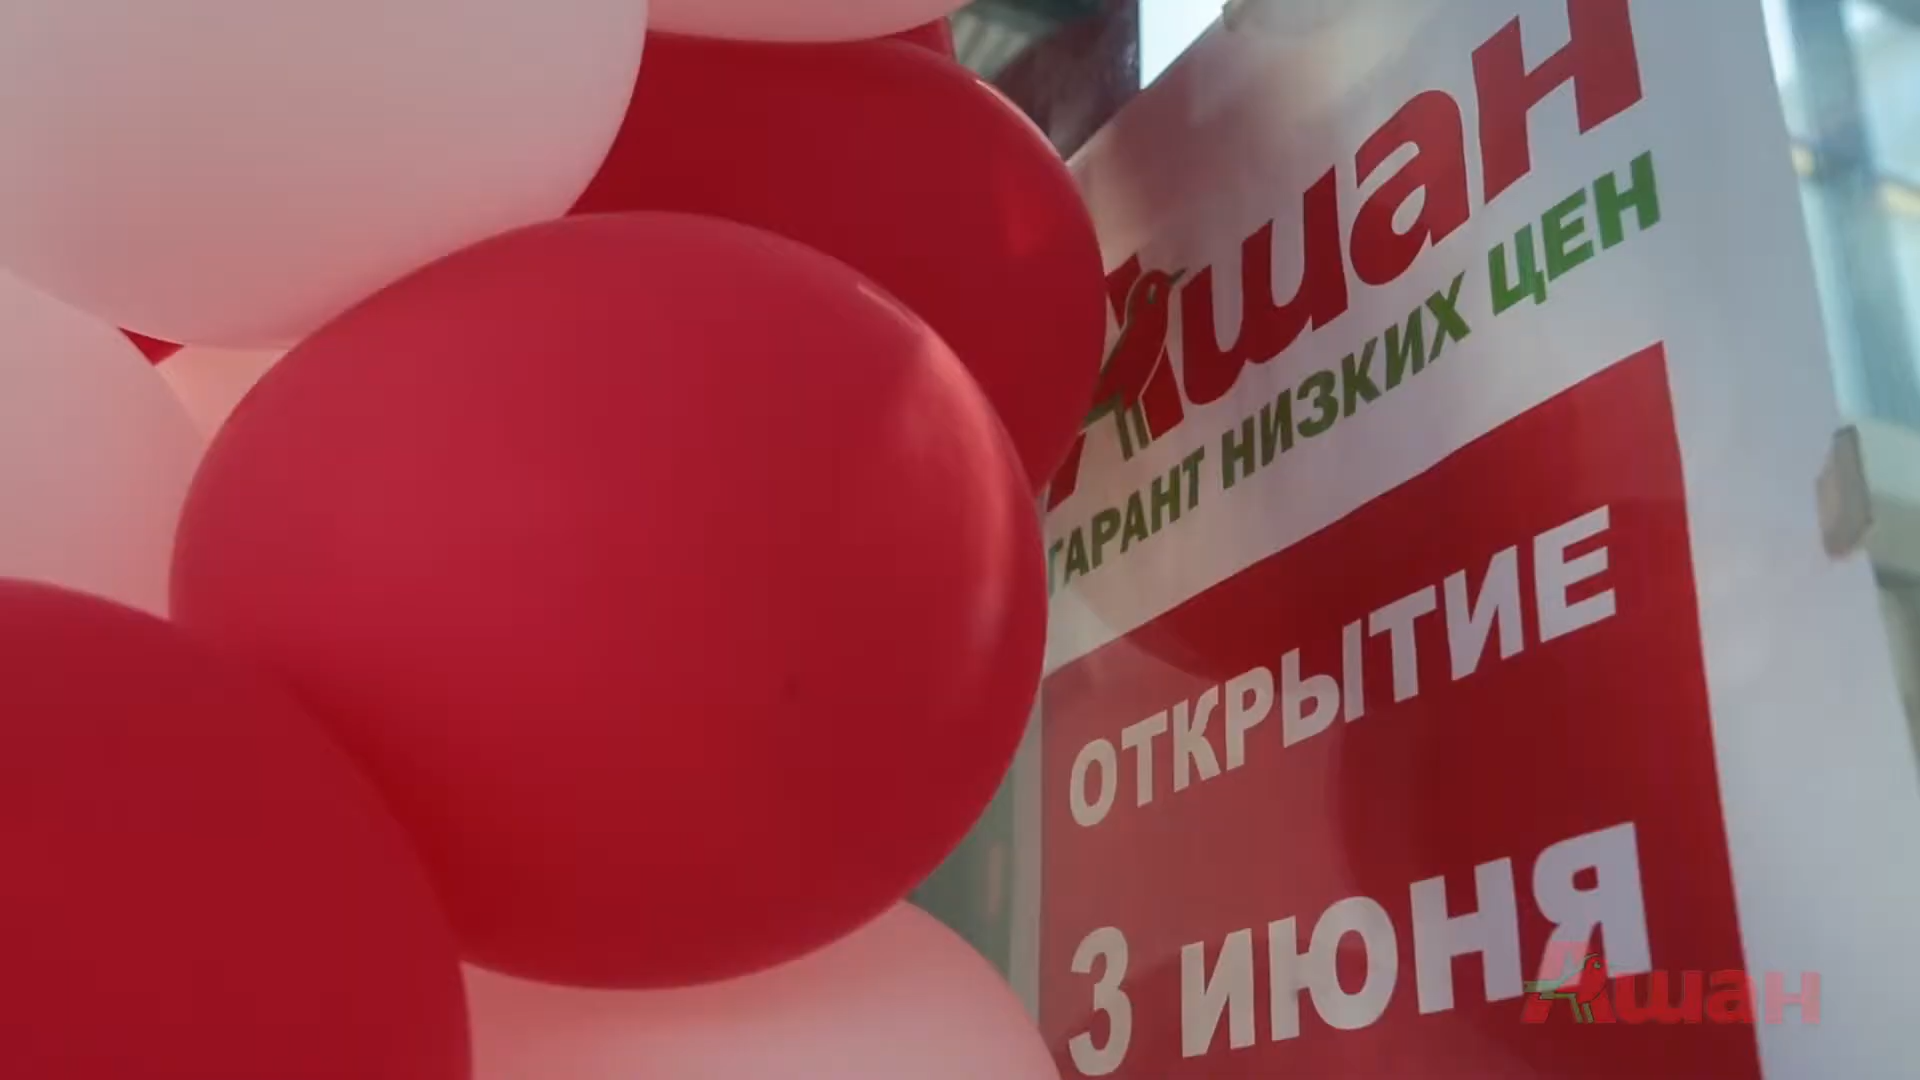 Ашан
ГАРАНТ НИЗКИХ ЦЕН
ОТКРЫТИЕ
3 ИЮНЯ
Ашан